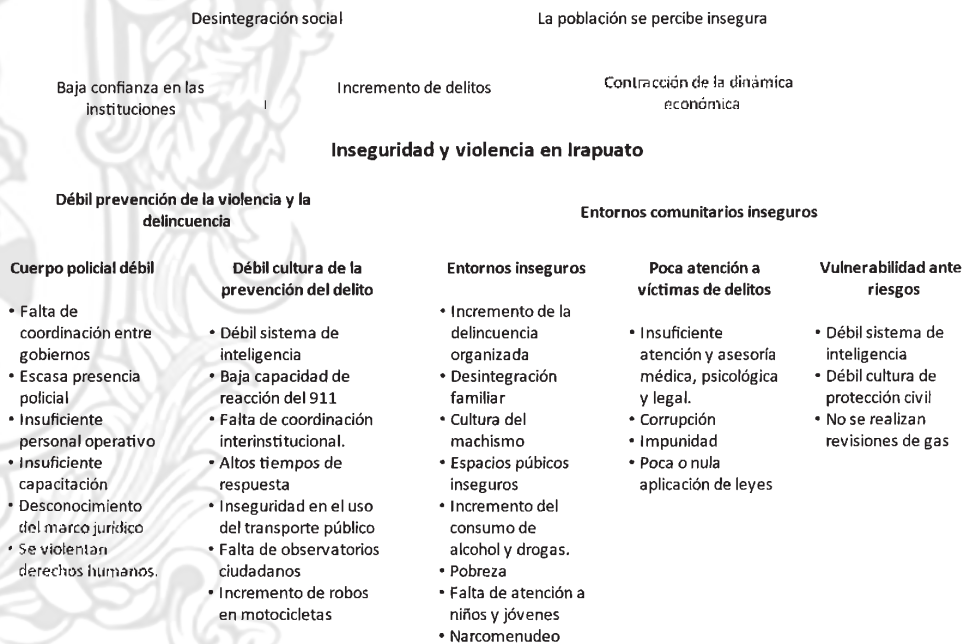 Desintegración social
La población se percibe insegura
Baja confianza en las
instituciones
Incremento de delitos
Contracción de la dinámica
económica
Inseguridad y violencia en Irapuato
Débil prevención de la violencia y la
delincuencia
Entornos comunitarios inseguros
Cuerpo policial débil
• Falta de
coordinación entre
gobiernos
• Escasa presencia
policial
• Insuficiente
personal operativo
• Insuficiente
capacitación
• Desconocimiento
del marco jurídico
• Se violentan
derechos humanos.
Débil cultura de la
prevención del delito
• Débil sistema de
inteligencia
• Baja capacidad de
reacción del 911
• Falta de coordinación
interinstitucional.
• Altos tiempos de
respuesta
• Inseguridad en el uso
del transporte público
• Falta de observatorios
ciudadanos
• Incremento de robos
en motocicletas
Entornos inseguros
• Incremento de la
delincuencia
organizada
• Desintegración
familiar
• Cultura del
machismo
• Espacios púbicos
inseguros
• Incremento del
consumo de
alcohol y drogas.
• Pobreza
• Falta de atención a
niños y jóvenes
• Narcomenudeo
Poca atención a
víctimas de delitos
• Insuficiente
atención y asesoría
médica, psicológica
y legal.
• Corrupción
• Impunidad
• Poca o nula
aplicación de leyes
Vulnerabilidad ante
riesgos
• Débil sistema de
inteligencia
• Débil cultura de
protección civil
• No se realizan
revisiones de gas